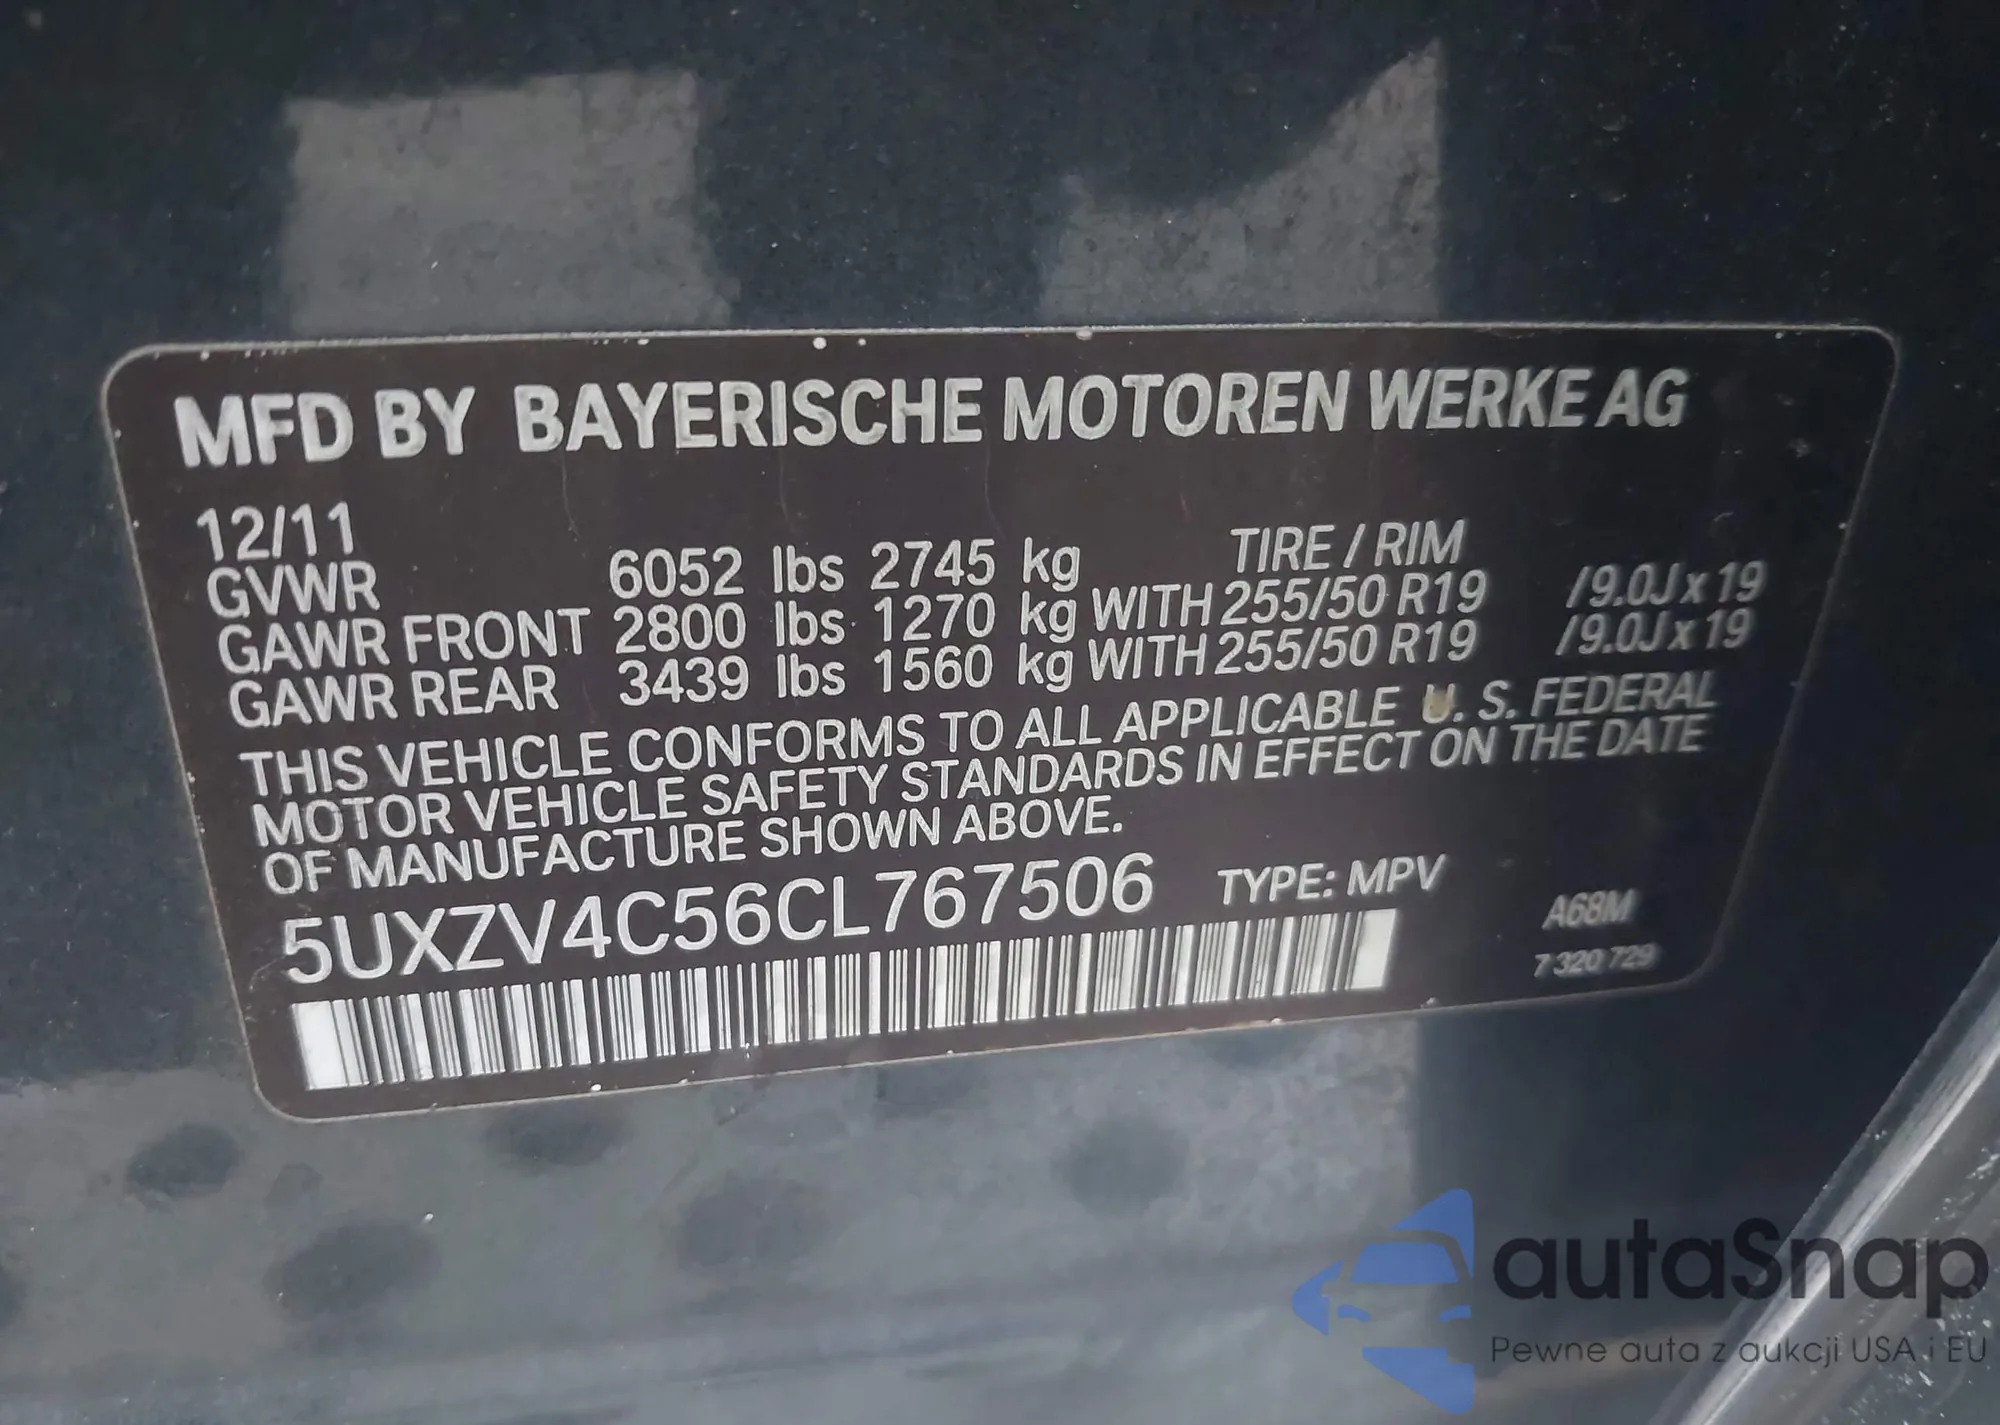 MFD BY BAYERISCHE MOTOREN WERKE AG
12/11 TIRE / RIM
GVWR 6052 lbs 2745 kg
GAWR FRONT 2800 lbs 1270 kg WITH 255/50 R19 /9.0J x 19
GAWR REAR 3439 lbs 1560 kg WITH 255/50 R19 /9.0J x 19
THIS VEHICLE CONFORMS TO ALL APPLICABLE U. S. FEDERAL
MOTOR VEHICLE SAFETY STANDARDS IN EFFECT ON THE DATE
OF MANUFACTURE SHOWN ABOVE.
5UXZV4C56CL767506 TYPE: MPV
A68M
7 320 729
autaSnap
Pewne auta z aukcji USA i EU